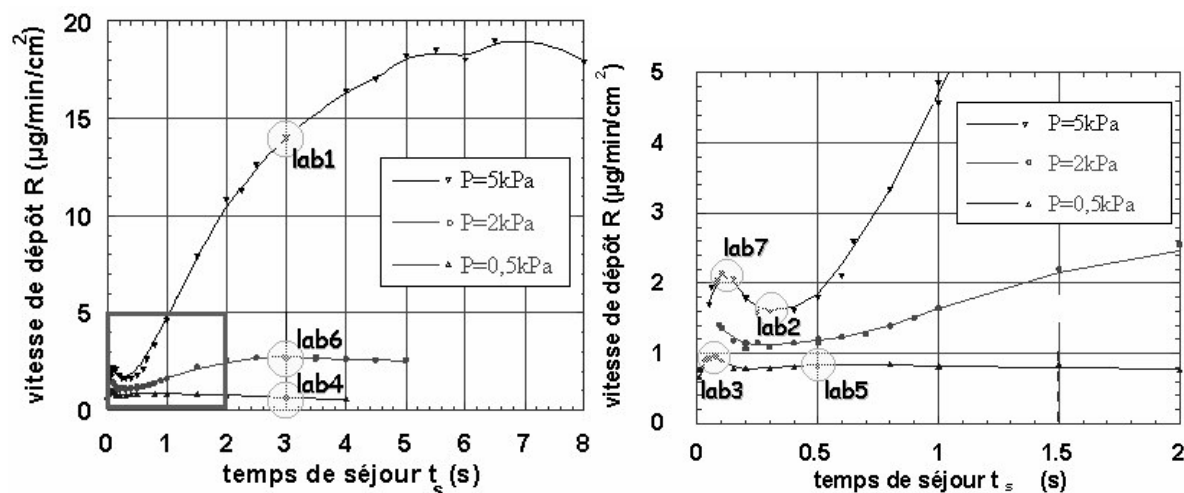 vitesse de dépôt R (µg/min/cm²)
20
15
10
5
0
lab1
P=5kPa
P=2kPa
P=0,5kPa
lab6
lab4
0 1 2 3 4 5 6 7 8
temps de séjour ts (s)
vitesse de dépôt R (µg/min/cm²)
5
4
3
2
1
0
P=5kPa
P=2kPa
P=0,5kPa
lab7
lab2
lab3
lab5
0 0.5 1 1.5 2
temps de séjour ts (s)